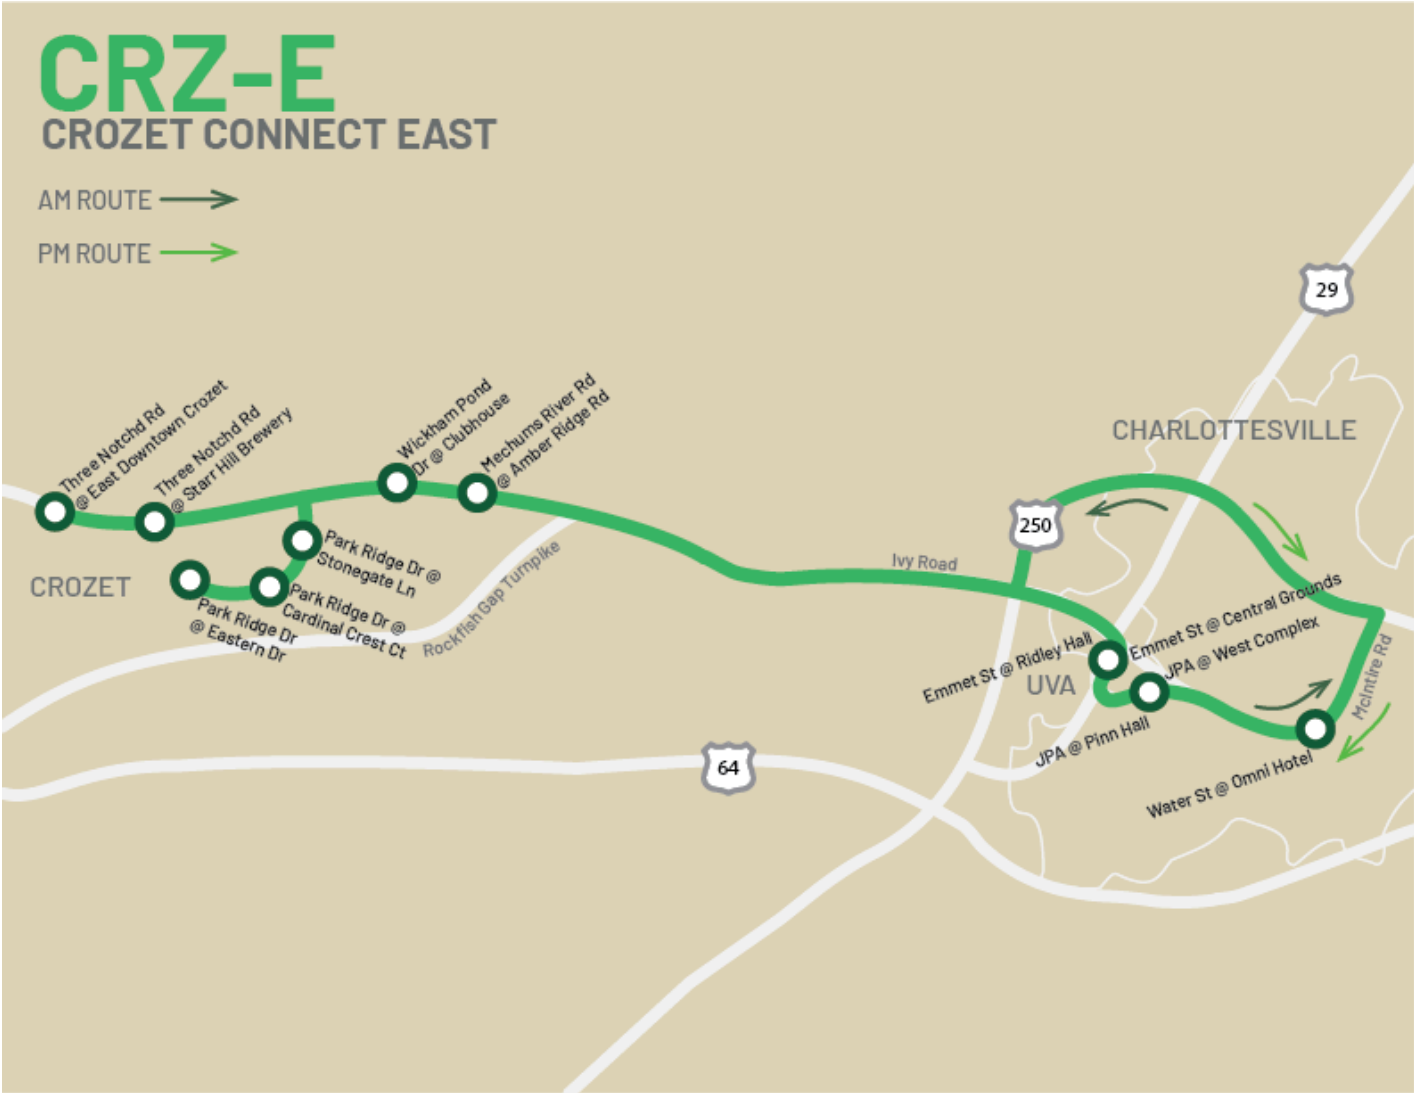 CRZ-E
CROZET CONNECT EAST
AM ROUTE
PM ROUTE
29
CHARLOTTESVILLE
Three Notchd Rd
@ East Downtown Crozet
Three Notchd Rd
@ Starr Hill Brewery
Wickham Pond
Dr @ Clubhouse
Mechums River Rd
@ Amber Ridge Rd
250
Ivy Road
Park Ridge Dr @
Stonegate Ln
CROZET
Park Ridge Dr @
Cardinal Crest Ct
Park Ridge Dr
@ Eastern Dr
Rockfish Gap Turnpike
Emmet St @ Central Grounds
Emmet St @ Ridley Hall
JPA @ West Complex
UVA
McIntire Rd
JPA @ Pinn Hall
Water St @ Omni Hotel
64